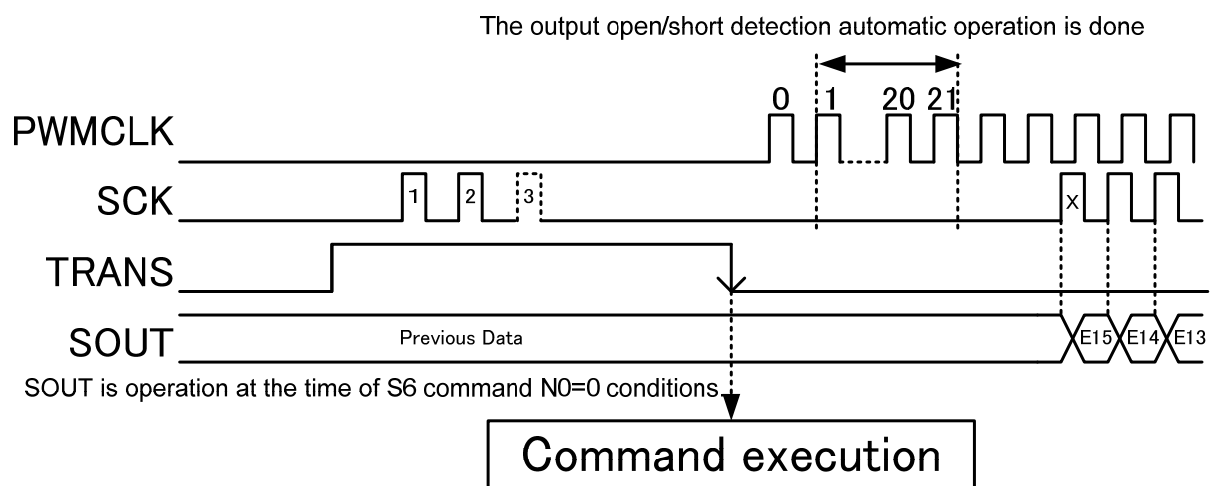 The output open/short detection automatic operation is done
0 1 20 21
PWMCLK
SCK 1 2 3 X
TRANS
SOUT Previous Data E15 E14 E13
SOUT is operation at the time of S6 command N0=0 conditions.
Command execution